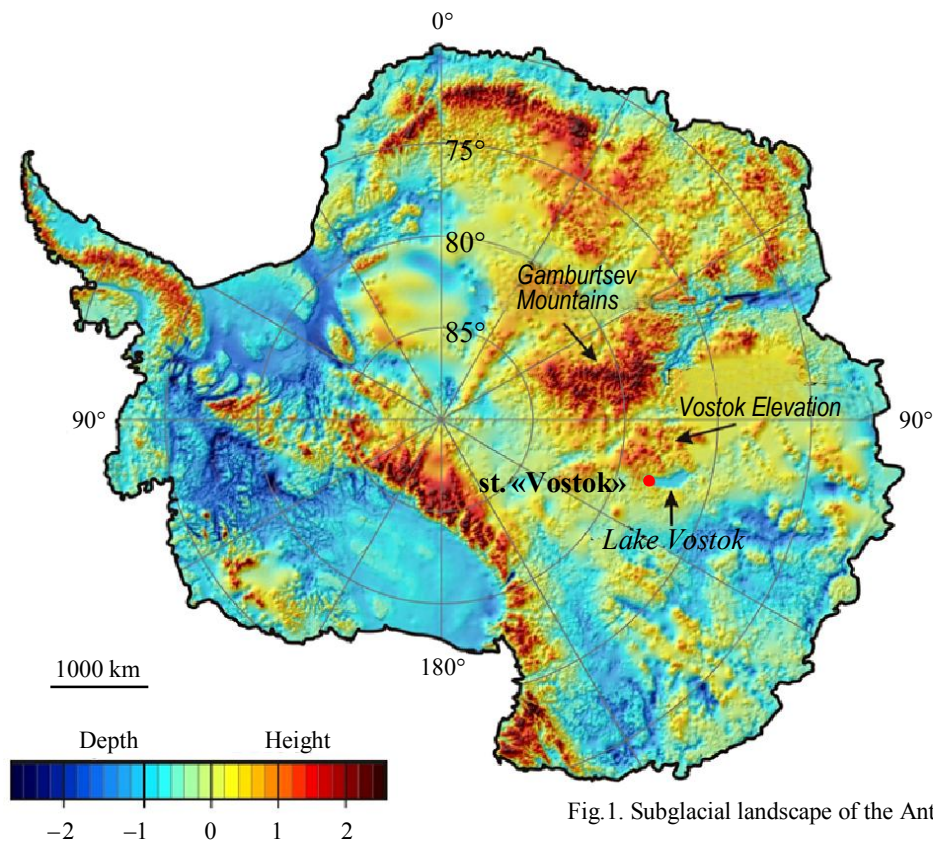 0°
75°
80°
Gamburtsev
Mountains
85°
Vostok Elevation
90°
90°
st. «Vostok»
Lake Vostok
1000 km
180°
Depth Height
−2 −1 0 1 2
Fig.1. Subglacial landscape of the Ant